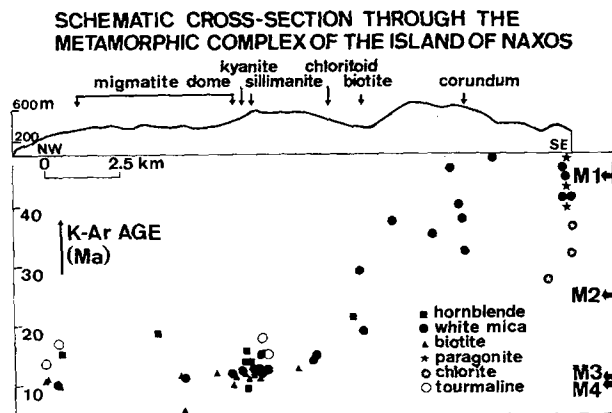 SCHEMATIC CROSS-SECTION THROUGH THE
METAMORPHIC COMPLEX OF THE ISLAND OF NAXOS
kyanite chloritoid
migmatite dome sillimanite biotite corundum
600 m
200
NW SE
0 2.5 km
M1
40
K-Ar AGE
(Ma)
30
M2
hornblende
20 white mica
biotite
paragonite
chlorite M3
10 tourmaline M4